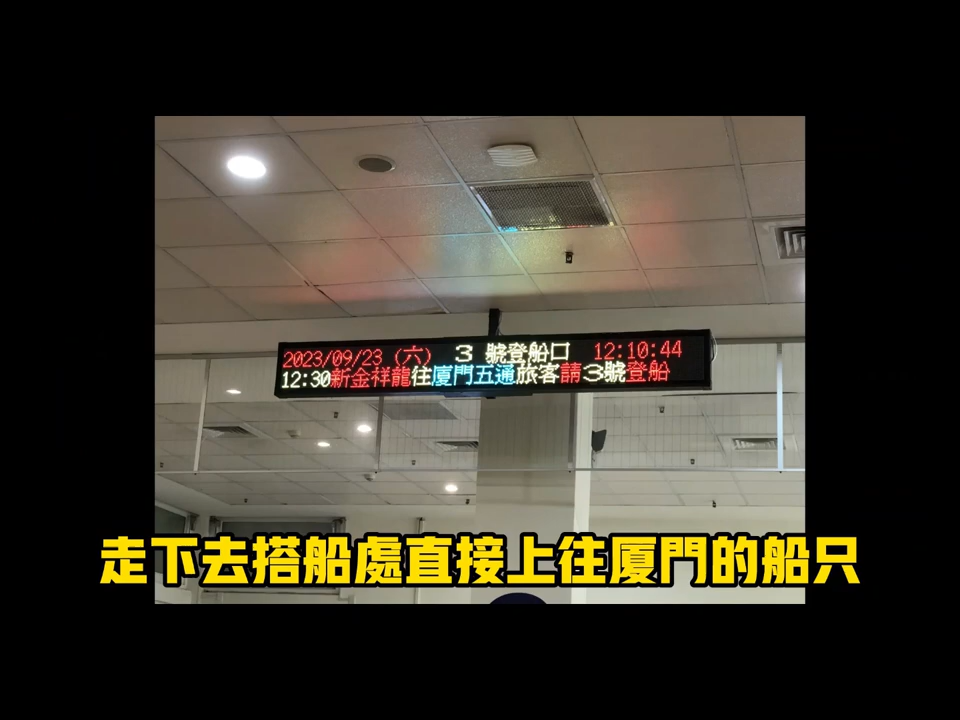 2023/09/23 (六) 3 號登船口 12:10:44
12:30新金祥龍往廈門五通旅客請3號登船
走下去搭船處直接上往厦門的船只